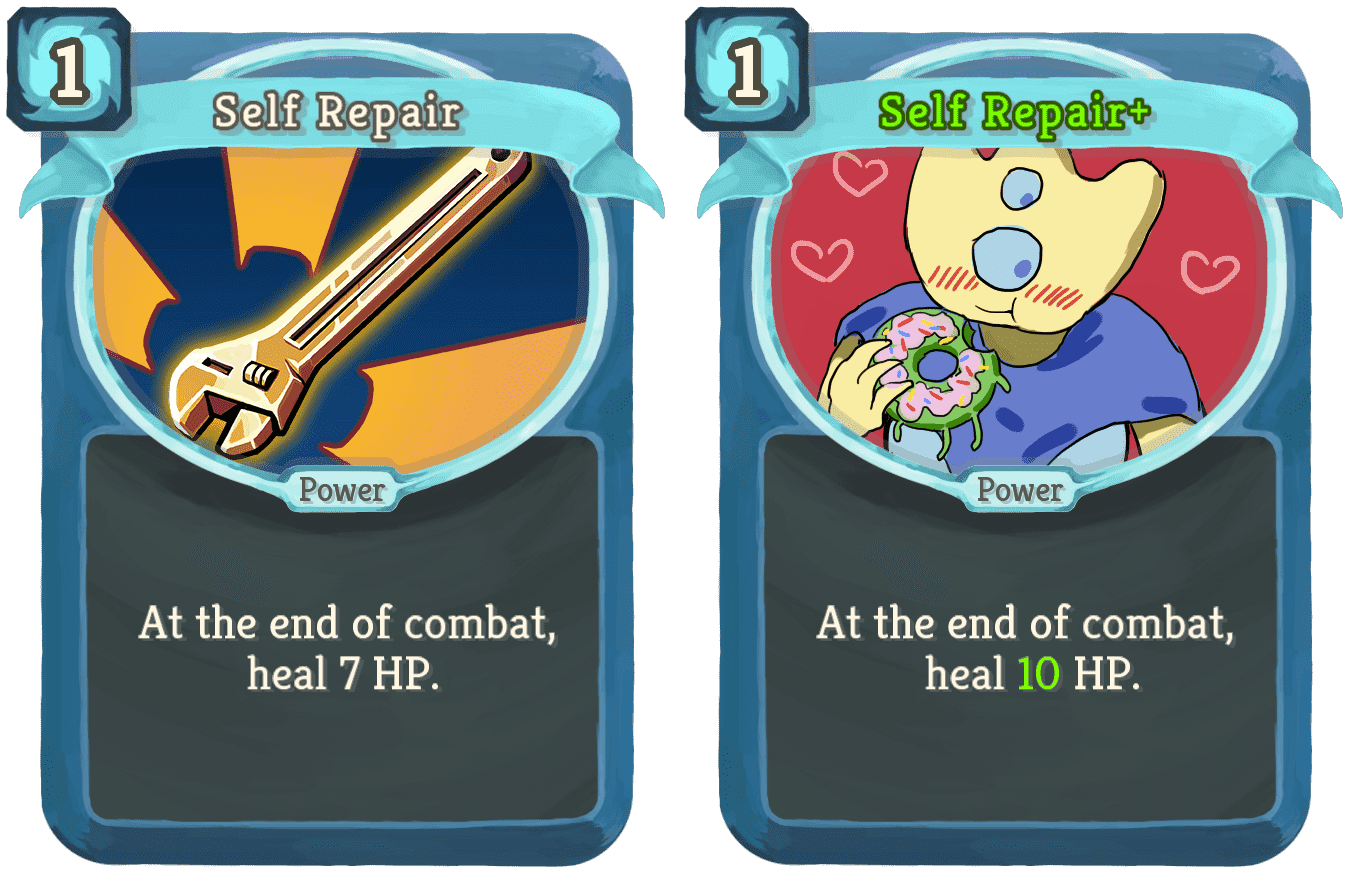 1
Self Repair
Power
At the end of combat,
heal 7 HP.
1
Self Repair+
Power
At the end of combat,
heal 10 HP.